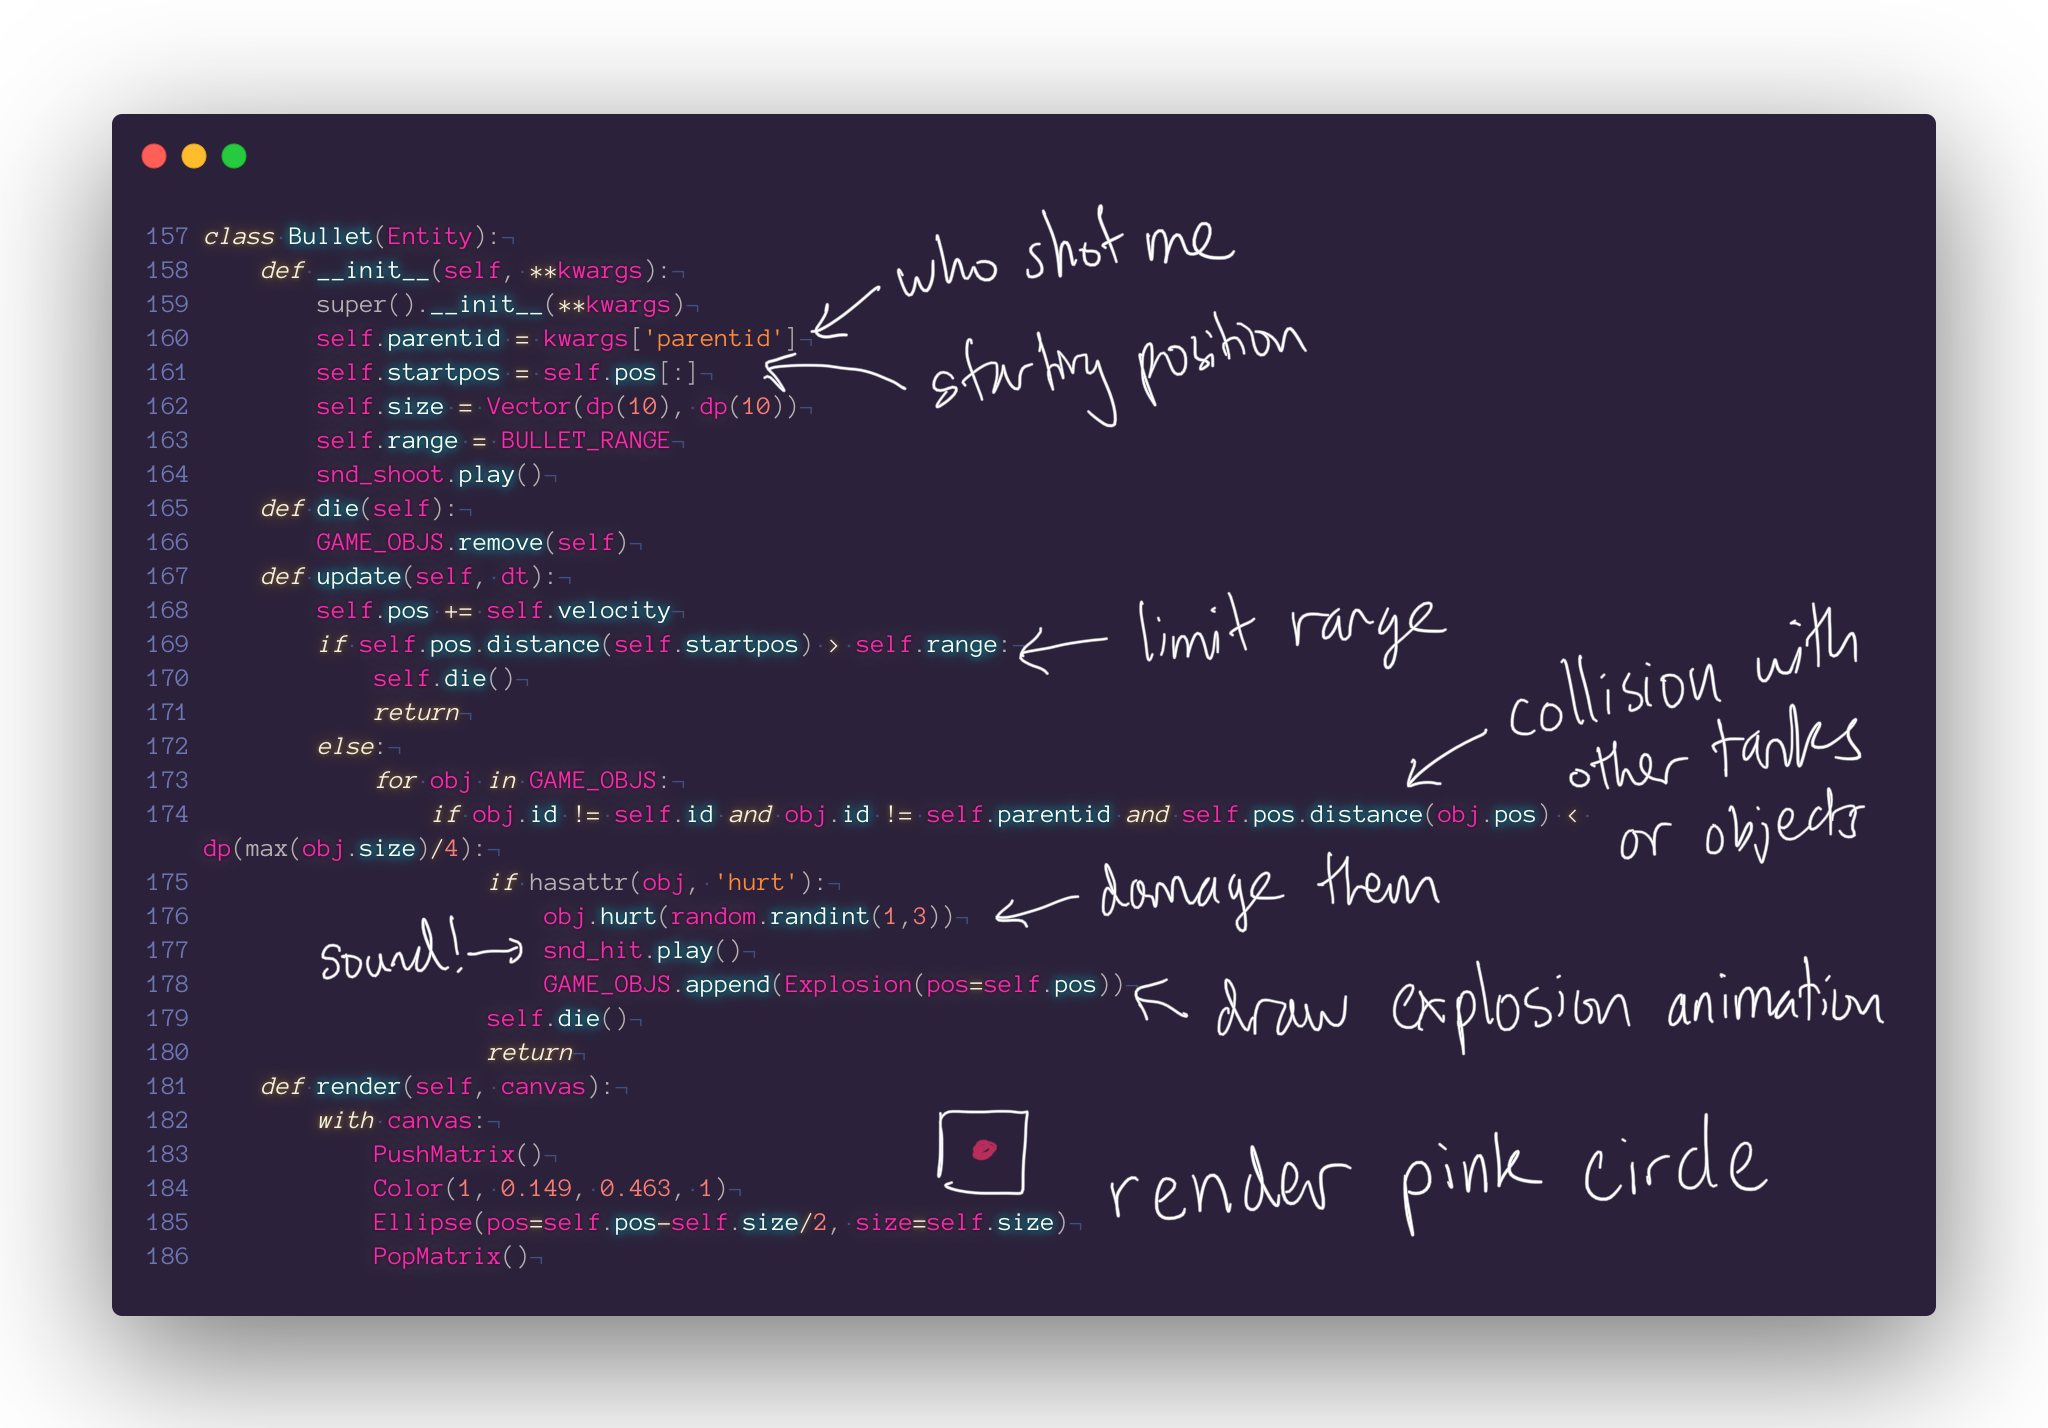 157 class Bullet(Entity):¬
who shot me
158     def __init__(self, **kwargs):¬
159         super().__init__(**kwargs)¬
160         self.parentid = kwargs['parentid']¬
starting position
161         self.startpos = self.pos[:]¬
162         self.size = Vector(dp(10), dp(10))¬
163         self.range = BULLET_RANGE¬
164         snd_shoot.play()¬
165     def die(self):¬
166         GAME_OBJS.remove(self)¬
167     def update(self, dt):¬
168         self.pos += self.velocity¬
limit range
169         if self.pos.distance(self.startpos) > self.range:¬
170             self.die()¬
171             return¬
collision with
other tanks
or objects
172         else:¬
173             for obj in GAME_OBJS:¬
174                 if obj.id != self.id and obj.id != self.parentid and self.pos.distance(obj.pos) <
dp(max(obj.size)/4):¬
175                     if hasattr(obj, 'hurt'):¬
damage them
176                         obj.hurt(random.randint(1,3))¬
sound!
177                         snd_hit.play()¬
178                         GAME_OBJS.append(Explosion(pos=self.pos))¬
draw explosion animation
179                     self.die()¬
180                     return¬
181     def render(self, canvas):¬
182         with canvas:¬
183             PushMatrix()¬
184             Color(1, 0.149, 0.463, 1)¬
render pink circle
185             Ellipse(pos=self.pos-self.size/2, size=self.size)¬
186             PopMatrix()¬